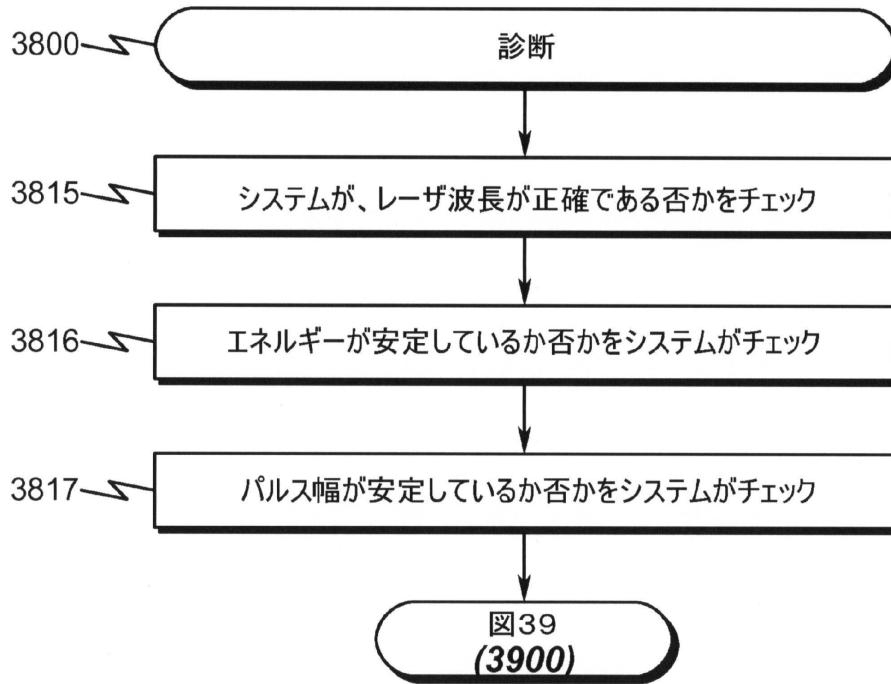 3800
診断
3815
システムが、レーザ波長が正確である否かをチェック
3816
エネルギーが安定しているか否かをシステムがチェック
3817
パルス幅が安定しているか否かをシステムがチェック
図39
(3900)